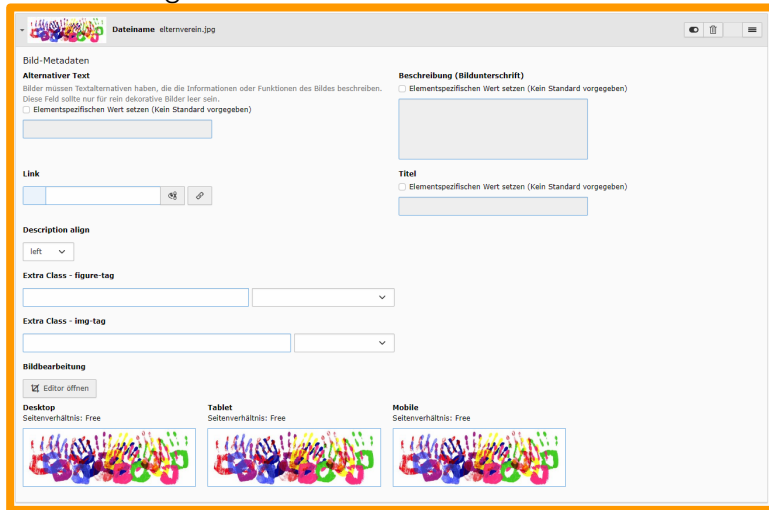 Dateiname elternverein.jpg
Bild-Metadaten
Alternativer Text
Bilder müssen Textalternativen haben, die die Informationen oder Funktionen des Bildes beschreiben.
Diese Feld sollte nur für rein dekorative Bilder leer sein.
Elementspezifischen Wert setzen (Kein Standard vorgegeben)
Beschreibung (Bildunterschrift)
Elementspezifischen Wert setzen (Kein Standard vorgegeben)
Link
Titel
Elementspezifischen Wert setzen (Kein Standard vorgegeben)
Description align
left
Extra Class - figure-tag
Extra Class - img-tag
Bildbearbeitung
Editor öffnen
Desktop
Seitenverhältnis: Free
Tablet
Seitenverhältnis: Free
Mobile
Seitenverhältnis: Free